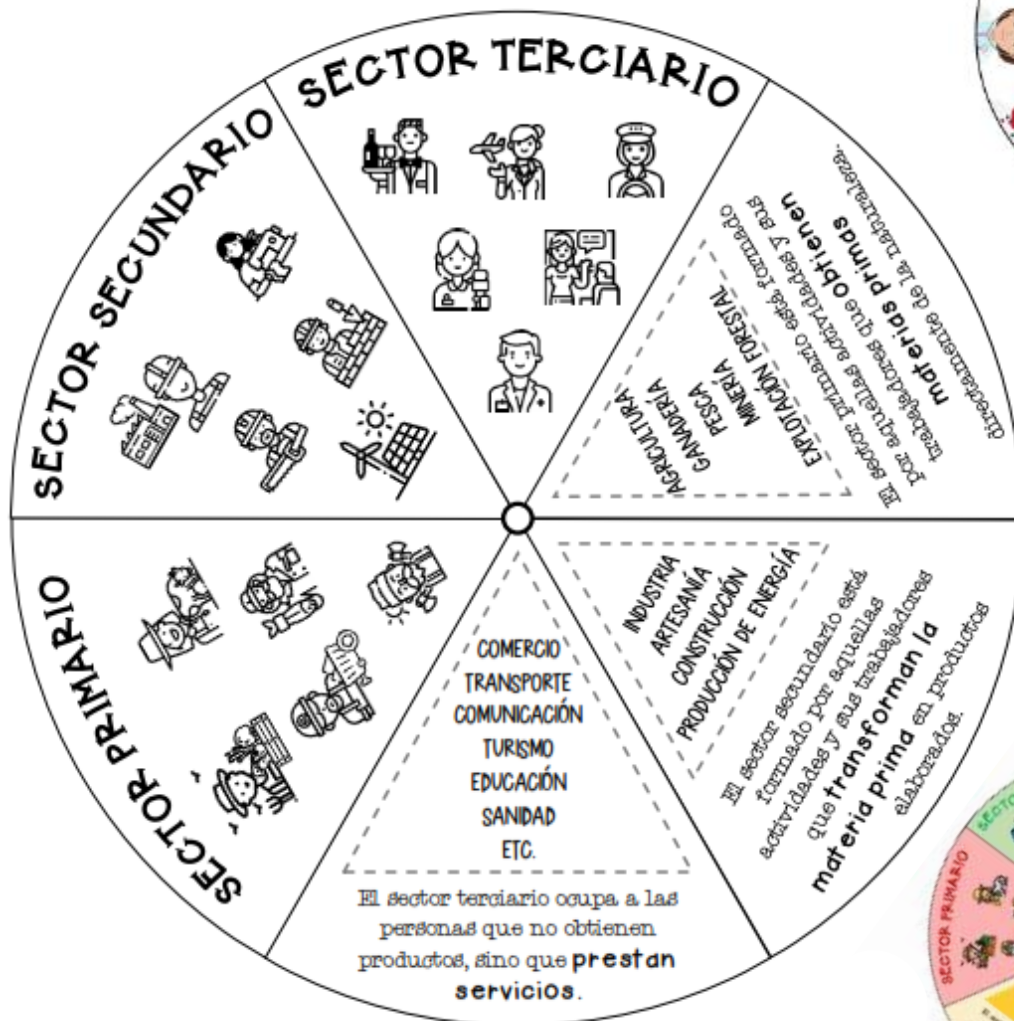 SECTOR TERCIARIO
SECTOR SECUNDARIO
SECTOR PRIMARIO
AGRICULTURA
GANADERÍA
PESCA
MINERÍA
EXPLOTACIÓN FORESTAL
El sector primario está formado
por aquellas actividades y sus
trabajadores que obtienen
materias primas
directamente de la naturaleza.
INDUSTRIA
ARTESANÍA
CONSTRUCCIÓN
PRODUCCIÓN DE ENERGÍA
El sector secundario está
formado por aquellas
actividades y sus trabajadores
que transforman la
materia prima en productos
elaborados.
COMERCIO
TRANSPORTE
COMUNICACIÓN
TURISMO
EDUCACIÓN
SANIDAD
ETC.
El sector terciario ocupa a las
personas que no obtienen
productos, sino que prestan
servicios.
SECTOR PRIMARIO
SECTO